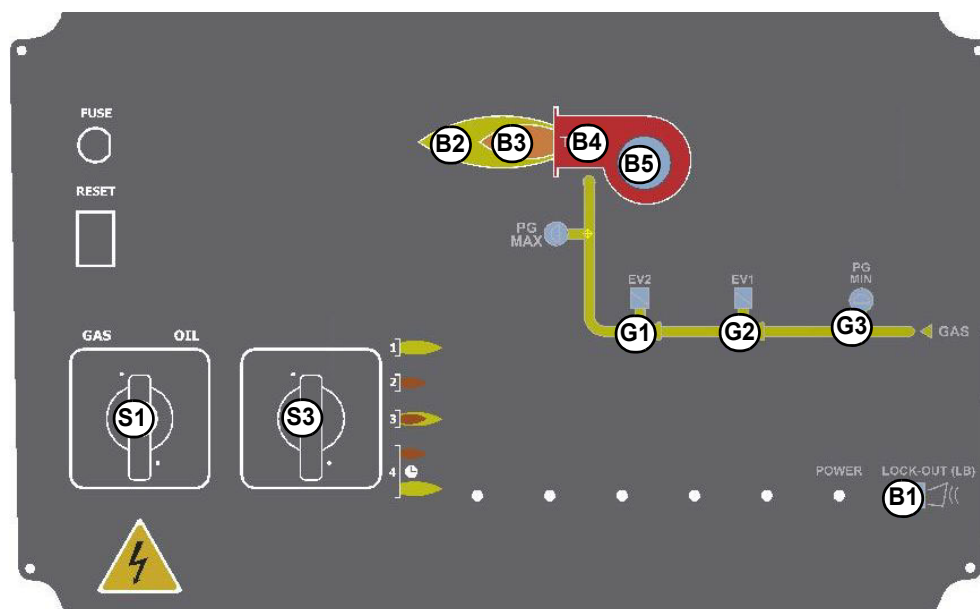 FUSE
B2
B3
B4
B5
RESET
PG
MAX
EV2
EV1
PG
MIN
G1
G2
G3
GAS
GAS OIL
1
2
S1
S3
3
4
POWER
LOCK-OUT (LB)
B1